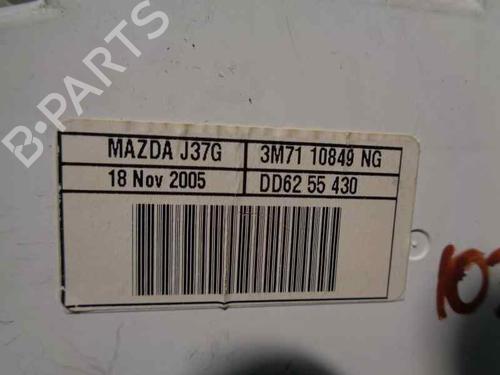 B-PARTS
MAZDA J37G 3M71 10849 NG
18 Nov 2005 DD62 55 430